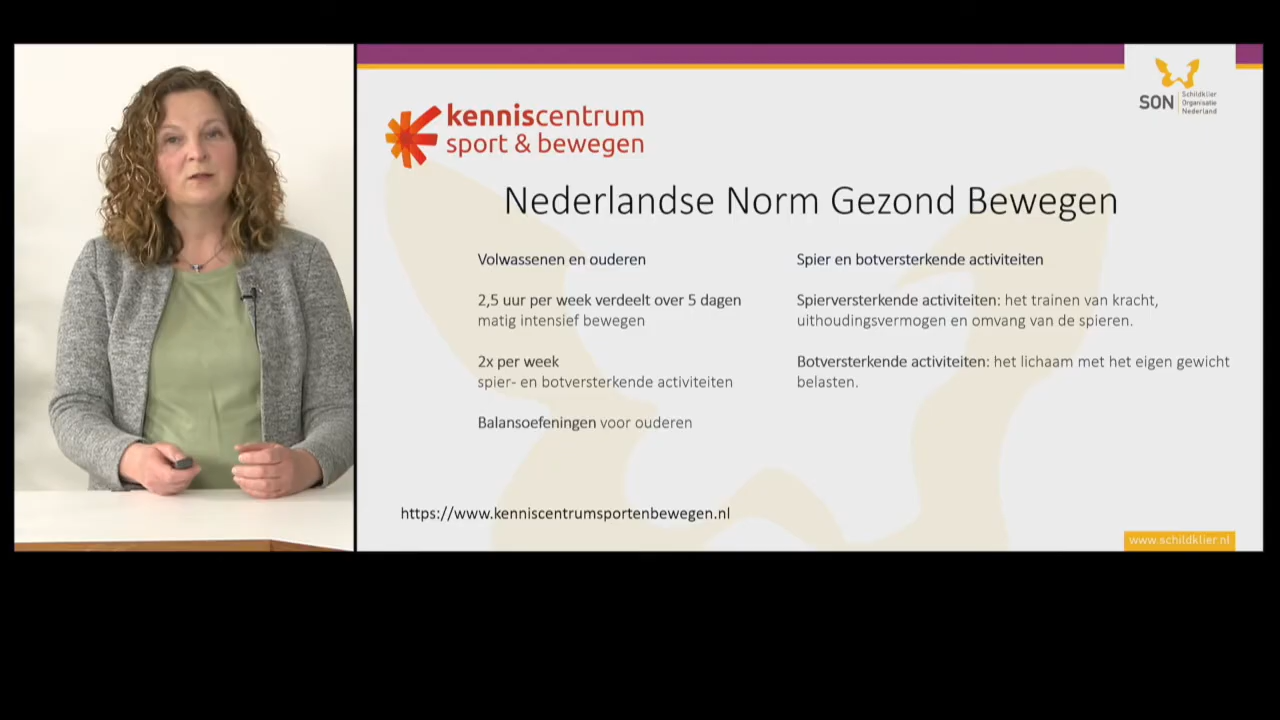 kenniscentrum
sport & bewegen
SON
Schildklier
Organisatie
Nederland
Nederlandse Norm Gezond Bewegen
Volwassenen en ouderen
2,5 uur per week verdeelt over 5 dagen
matig intensief bewegen
2x per week
spier- en botversterkende activiteiten
Balansoefeningen voor ouderen
Spier en botversterkende activiteiten
Spierversterkende activiteiten: het trainen van kracht,
uithoudingsvermogen en omvang van de spieren.
Botversterkende activiteiten: het lichaam met het eigen gewicht
belasten.
https://www.kenniscentrumsportenbewegen.nl
www.schildklier.nl